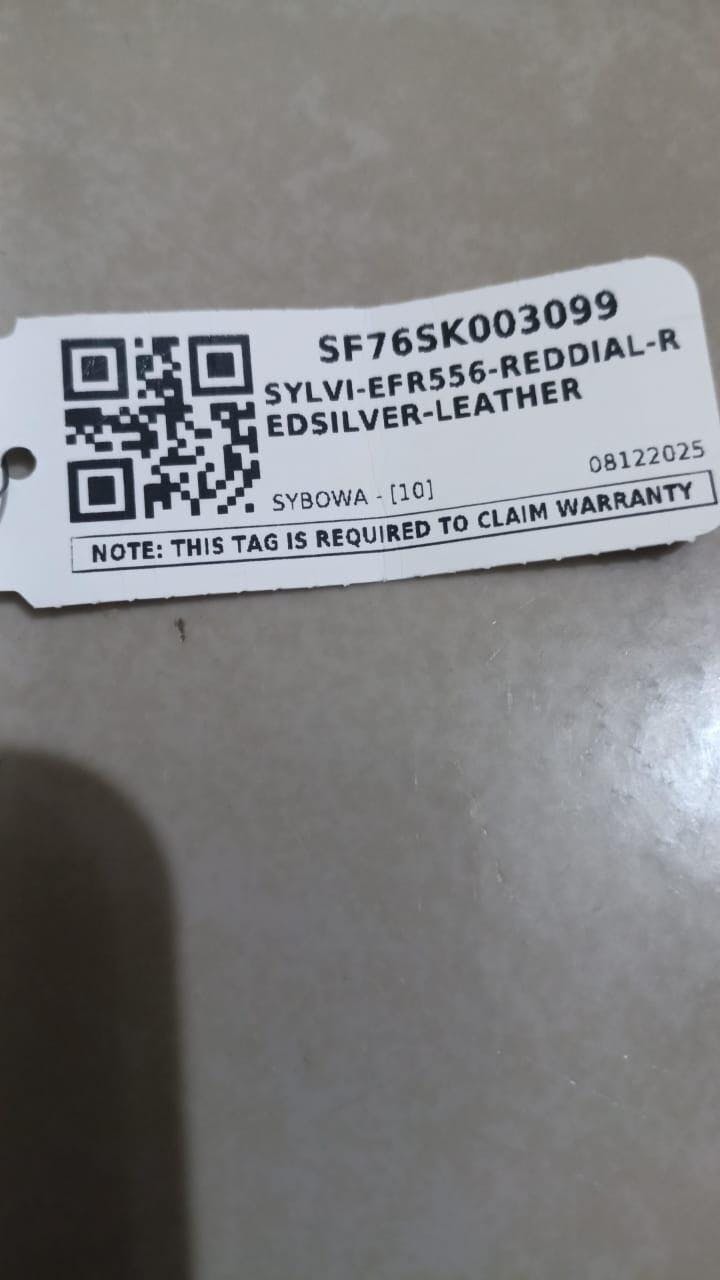 SF76SK003099
SYLVI-EFR556-REDDIAL-R
EDSILVER-LEATHER
08122025
SYBOWA - [10]
NOTE: THIS TAG IS REQUIRED TO CLAIM WARRANTY